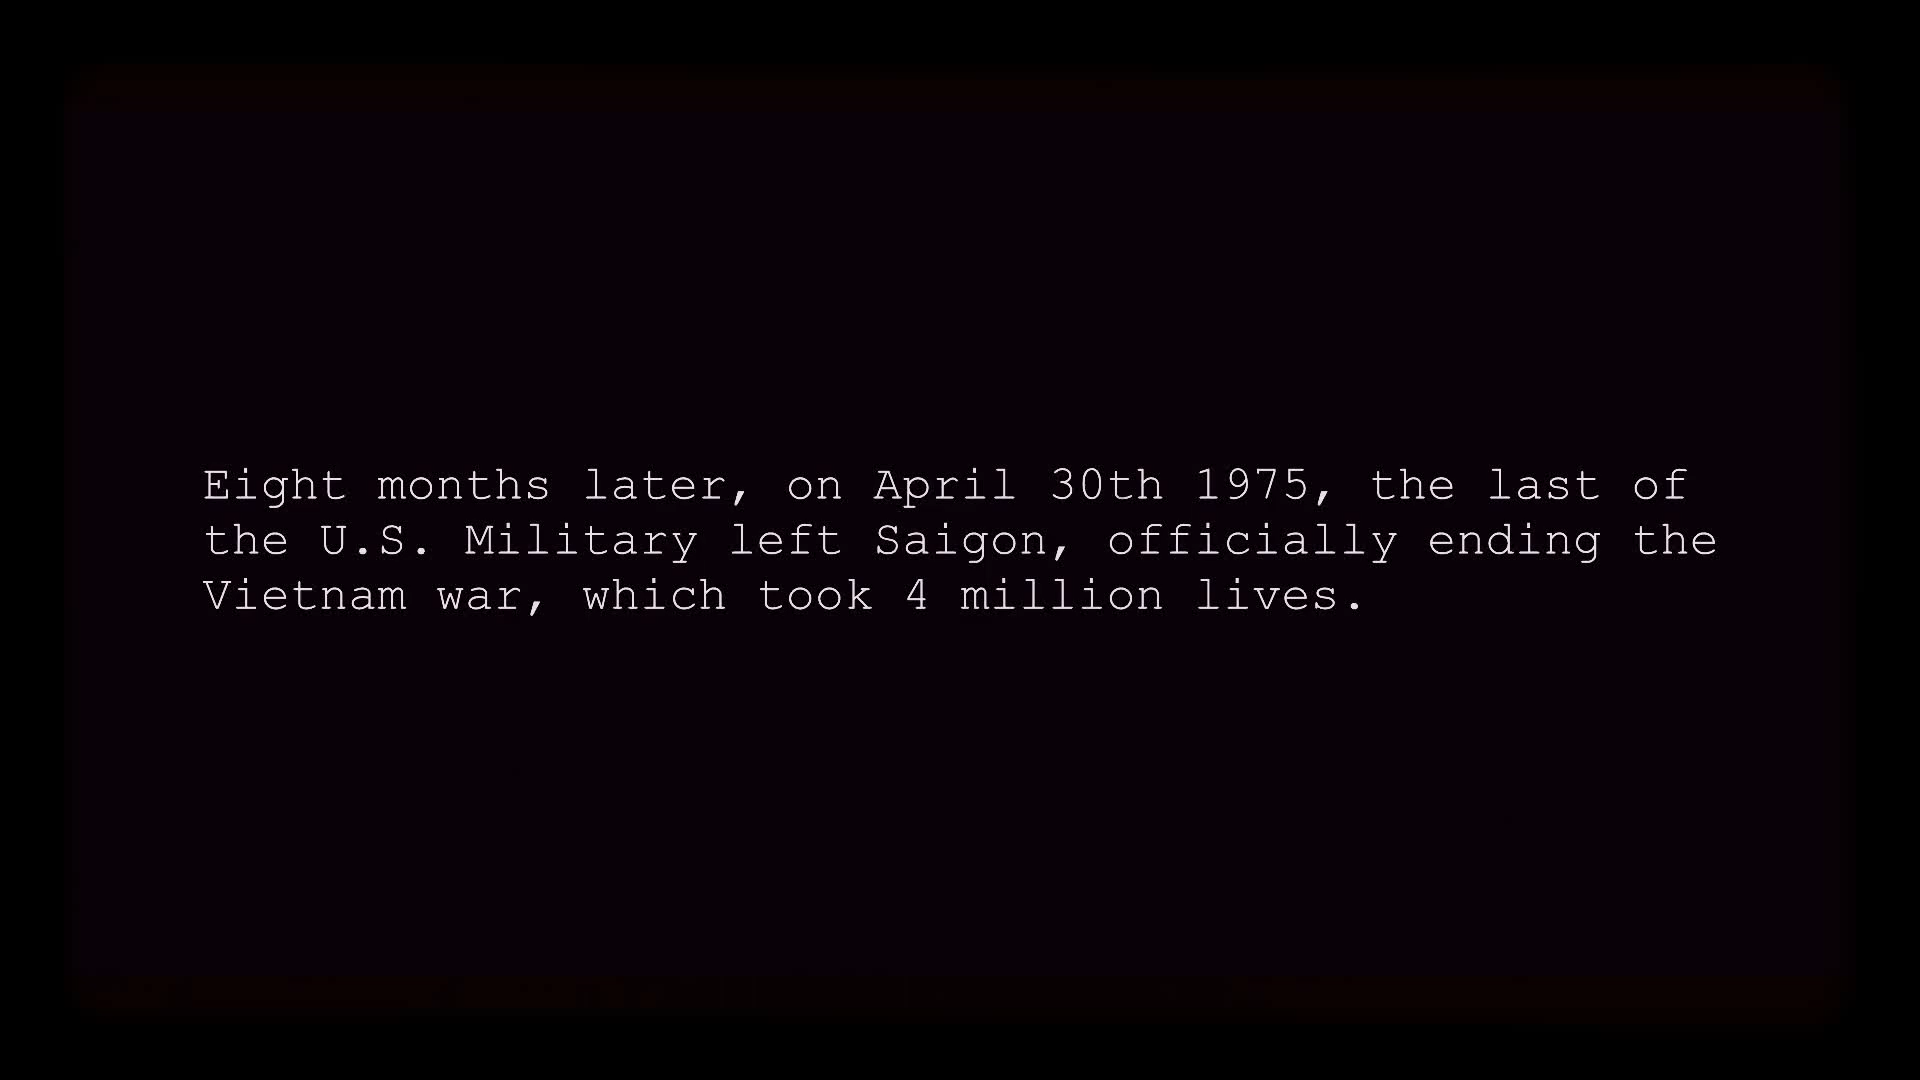 Eight months later, on April 30th 1975, the last of
the U.S. Military left Saigon, officially ending the
Vietnam war, which took 4 million lives.